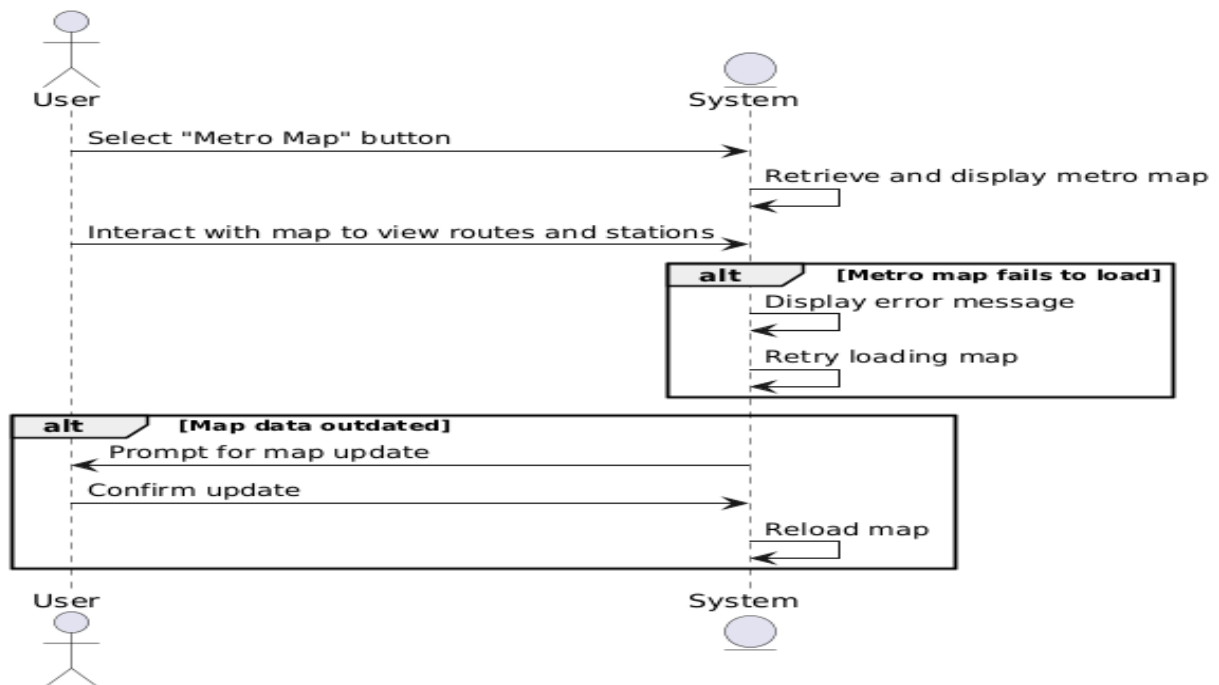 User
System
Select "Metro Map" button
Retrieve and display metro map
Interact with map to view routes and stations
alt
[Metro map fails to load]
Display error message
Retry loading map
alt
[Map data outdated]
Prompt for map update
Confirm update
Reload map
User
System